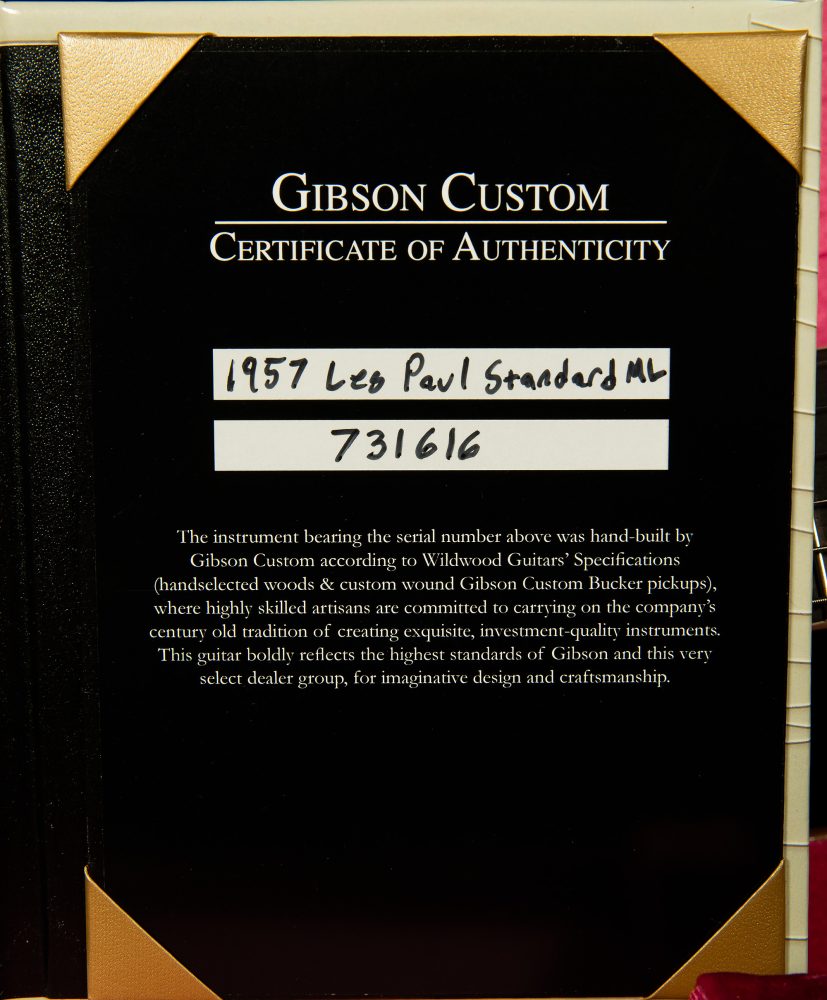 GIBSON CUSTOM
CERTIFICATE OF AUTHENTICITY
1957 Les Paul Standard ML
731616
The instrument bearing the serial number above was hand-built by
Gibson Custom according to Wildwood Guitars’ Specifications
(handselected woods & custom wound Gibson Custom Bucker pickups),
where highly skilled artisans are committed to carrying on the company’s
century old tradition of creating exquisite, investment-quality instruments.
This guitar boldly reflects the highest standards of Gibson and this very
select dealer group, for imaginative design and craftsmanship.